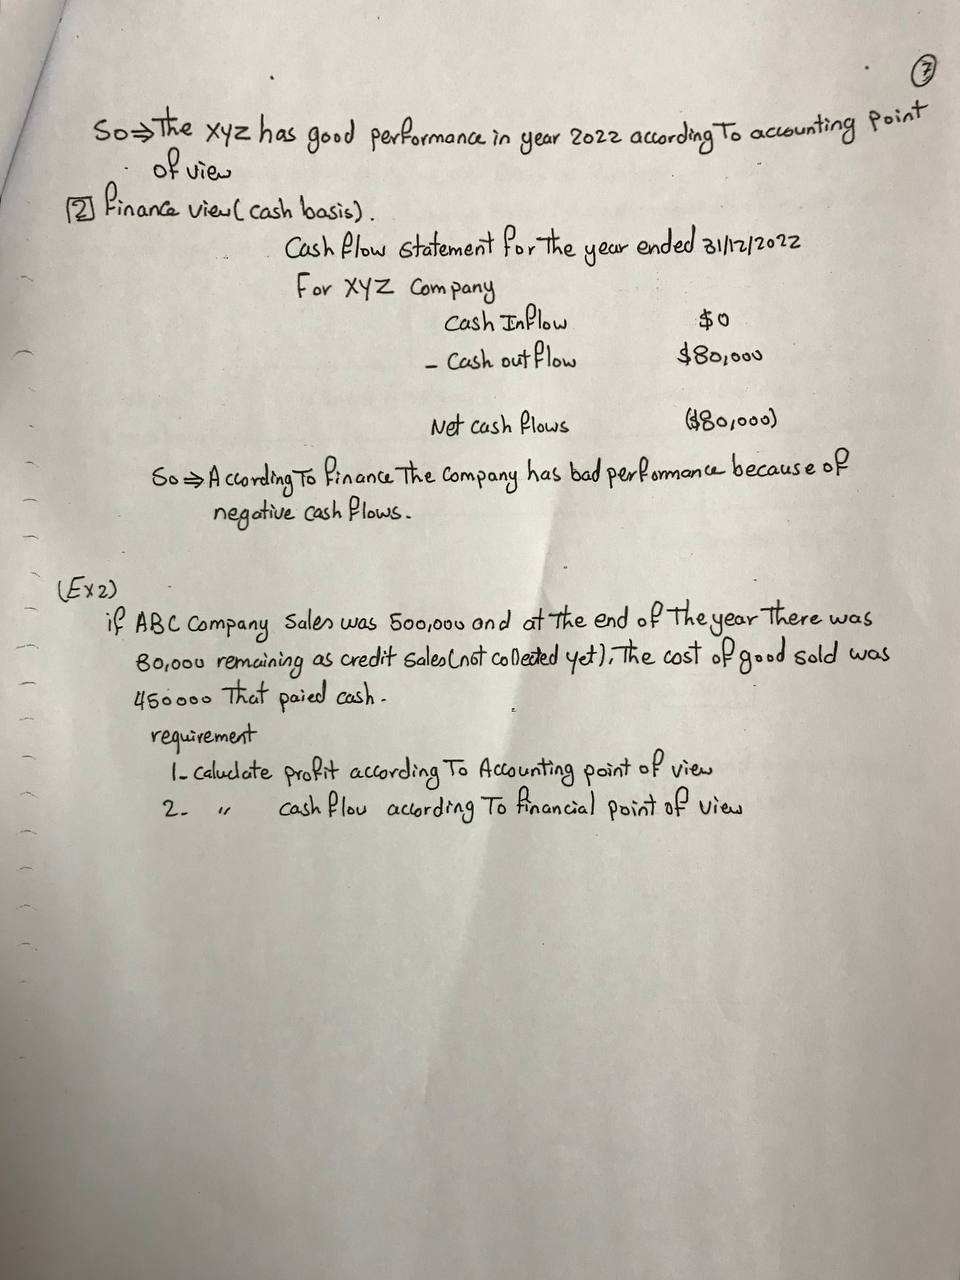 7
So⇒The xyz has good performance in year 2022 according To accounting Point
of view
[2] finance view (cash basis).
Cash flow statement for The year ended 31/12/2022
For XYZ Company
Cash Inflow $0
- Cash out flow $80,000
Net cash flows ($80,000)
So⇒According To finance The Company has bad performance because of
negative cash flows.
(Ex2)
if ABC Company Sales was 500,000 and at The end of The year There was
80,000 remaining as credit sales (not collected yet), The cost of good sold was
450000 That paied cash.
requirement
1- caluclate profit according To Accounting point of view
2- " cash flow according To financial point of view